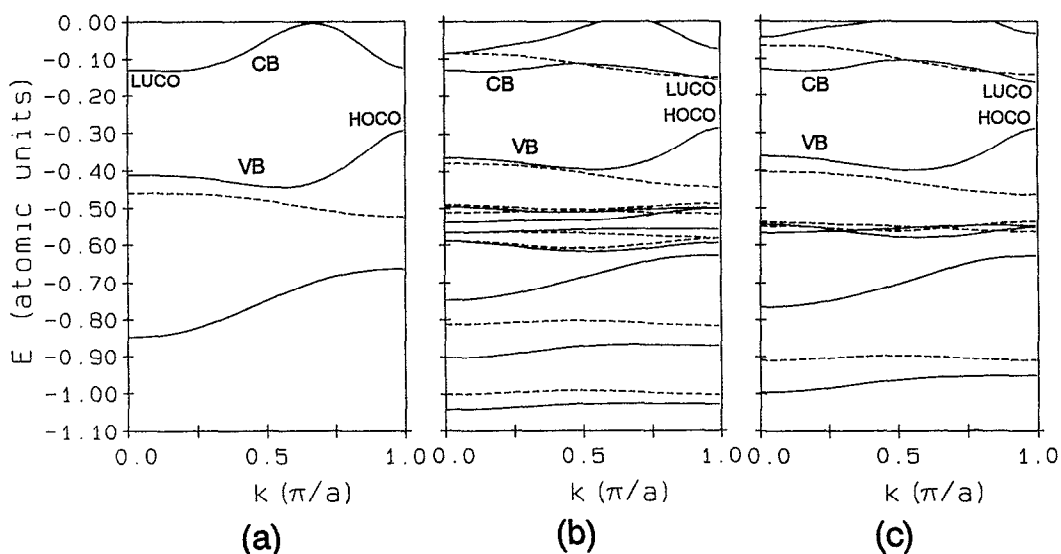 E (atomic units)
0.00
-0.10
-0.20
-0.30
-0.40
-0.50
-0.60
-0.70
-0.80
-0.90
-1.00
-1.10
LUCO
CB
HOCO
VB
0.0
0.5
1.0
k (π/a)
(a)
CB
LUCO
HOCO
VB
0.0
0.5
1.0
k (π/a)
(b)
CB
LUCO
HOCO
VB
0.0
0.5
1.0
k (π/a)
(c)